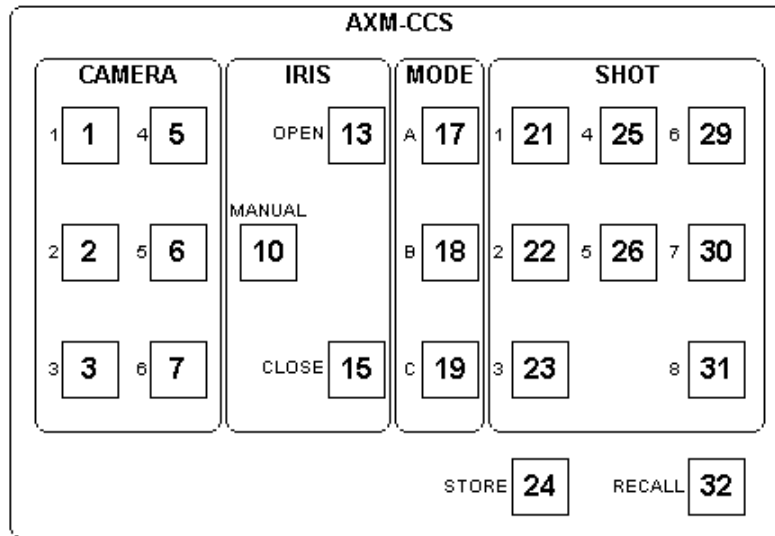 AXM-CCS
CAMERA IRIS MODE SHOT
1 1 4 5 OPEN 13 A 17 1 21 4 25 6 29
MANUAL
2 2 5 6 10 B 18 2 22 5 26 7 30
3 3 6 7 CLOSE 15 C 19 3 23 8 31
STORE 24 RECALL 32